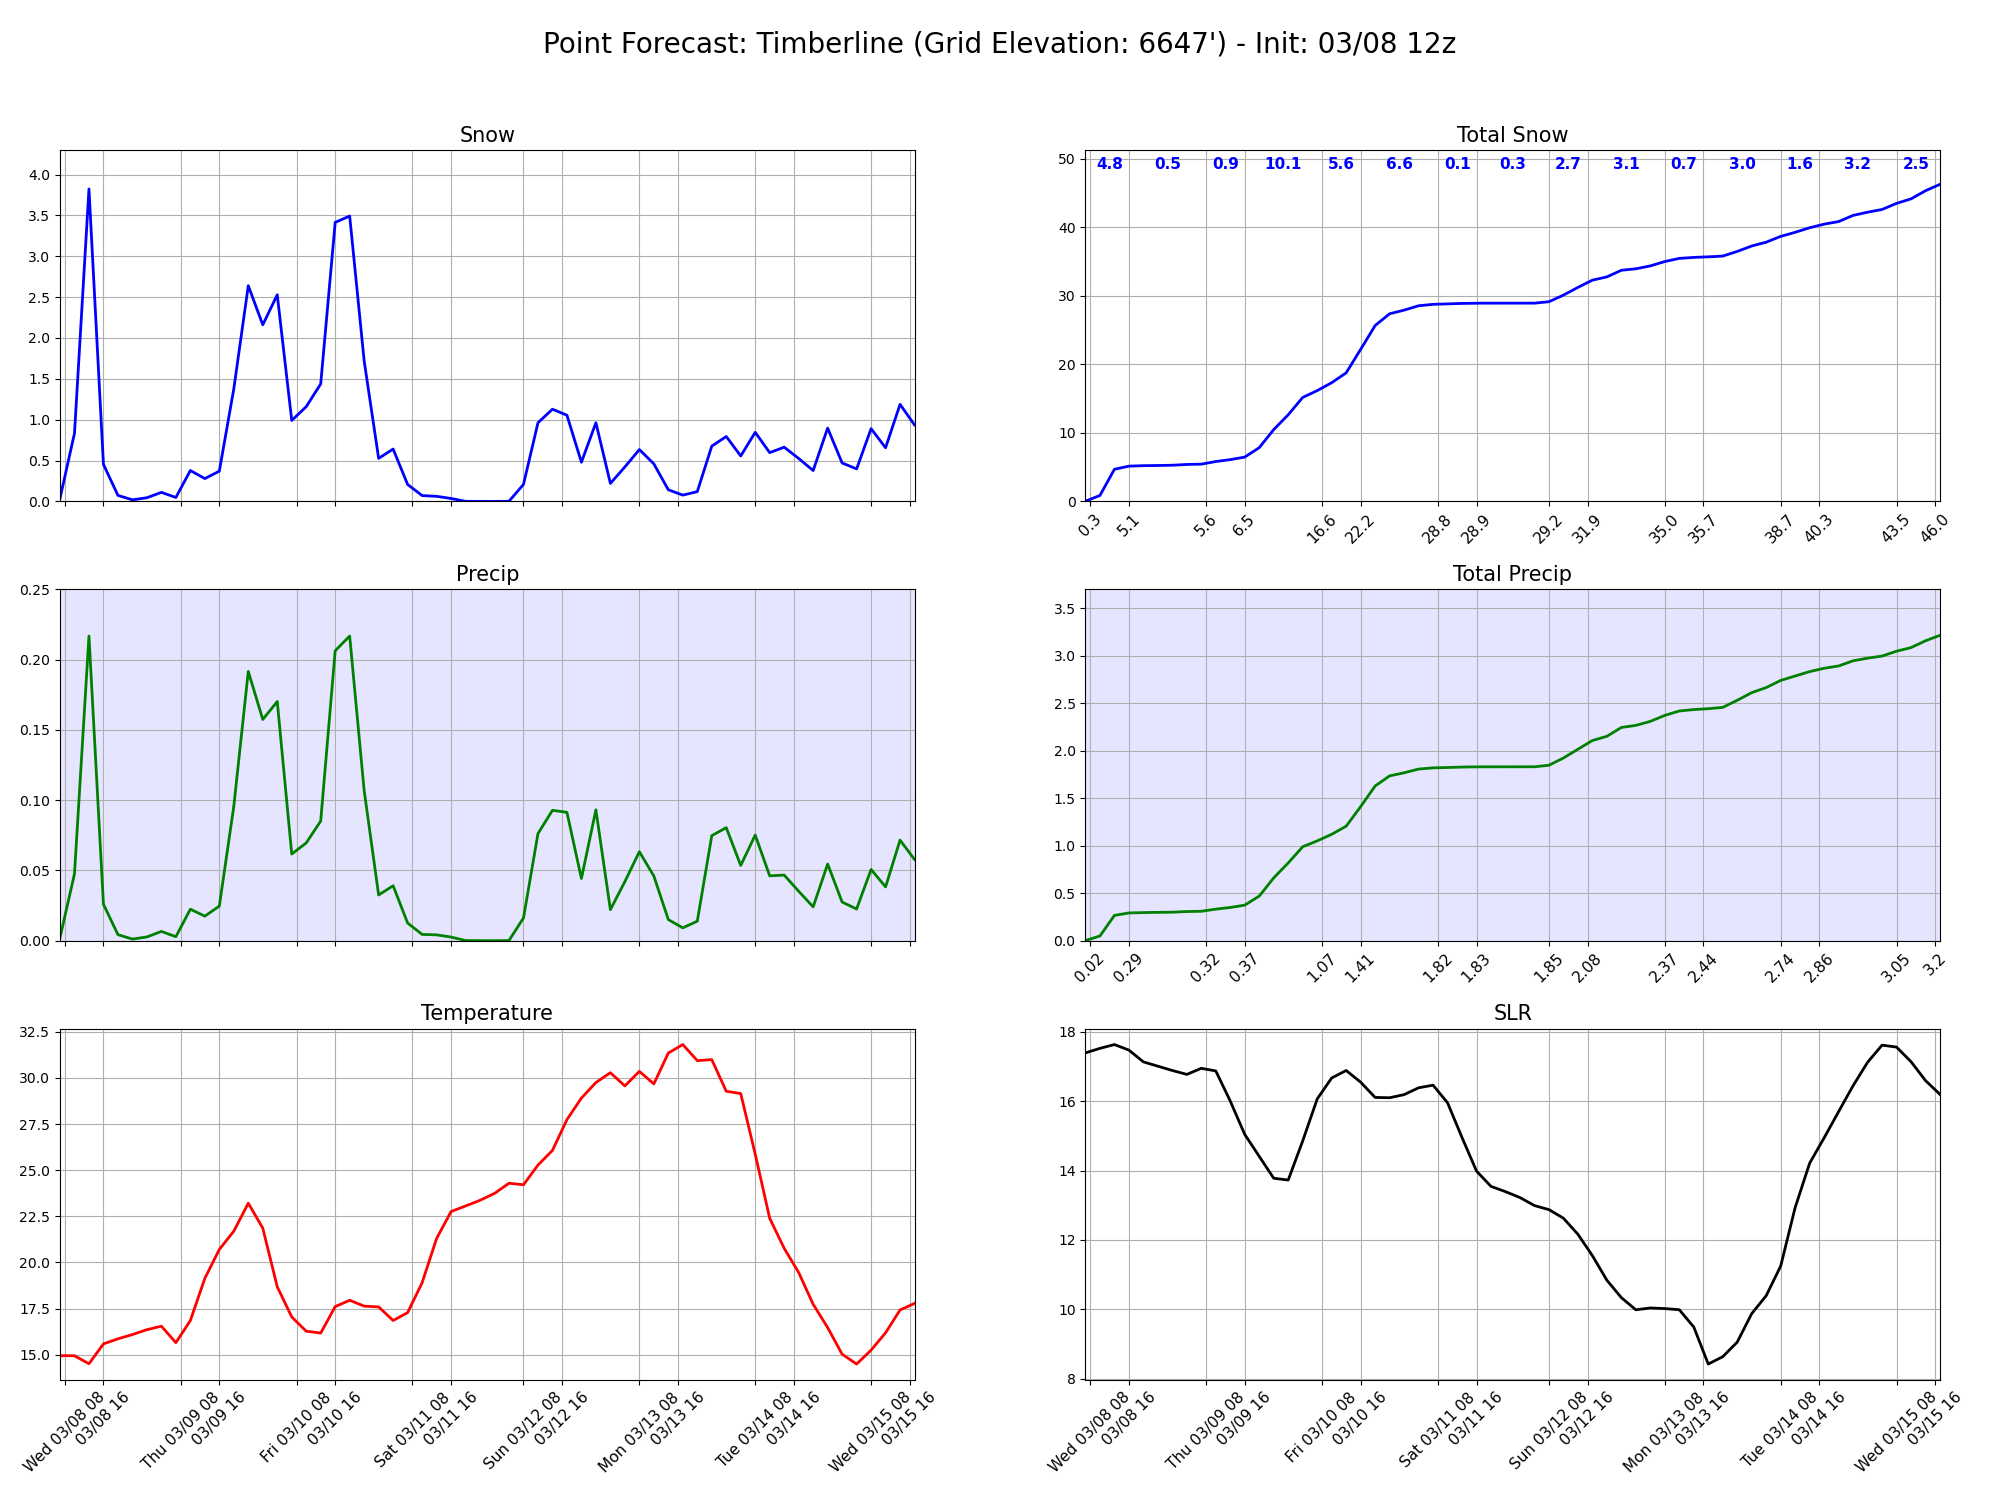 Point Forecast: Timberline (Grid Elevation: 6647') - Init: 03/08 12z
Snow
4.0
3.5
3.0
2.5
2.0
1.5
1.0
0.5
0.0
Total Snow
50
40
30
20
10
0
4.8 0.5 0.9 10.1 5.6 6.6 0.1 0.3 2.7 3.1 0.7 3.0 1.6 3.2 2.5
0.3 5.1 5.6 6.5 16.6 22.2 28.8 28.9 29.2 31.9 35.0 35.7 38.7 40.3 43.5 46.0
Precip
0.25
0.20
0.15
0.10
0.05
0.00
Total Precip
3.5
3.0
2.5
2.0
1.5
1.0
0.5
0.0
0.02 0.29 0.32 0.37 1.07 1.41 1.82 1.83 1.85 2.08 2.37 2.44 2.74 2.86 3.05 3.2
Temperature
32.5
30.0
27.5
25.0
22.5
20.0
17.5
15.0
Wed 03/08 08
03/08 16
Thu 03/09 08
03/09 16
Fri 03/10 08
03/10 16
Sat 03/11 08
03/11 16
Sun 03/12 08
03/12 16
Mon 03/13 08
03/13 16
Tue 03/14 08
03/14 16
Wed 03/15 08
03/15 16
SLR
18
16
14
12
10
8
Wed 03/08 08
03/08 16
Thu 03/09 08
03/09 16
Fri 03/10 08
03/10 16
Sat 03/11 08
03/11 16
Sun 03/12 08
03/12 16
Mon 03/13 08
03/13 16
Tue 03/14 08
03/14 16
Wed 03/15 08
03/15 16